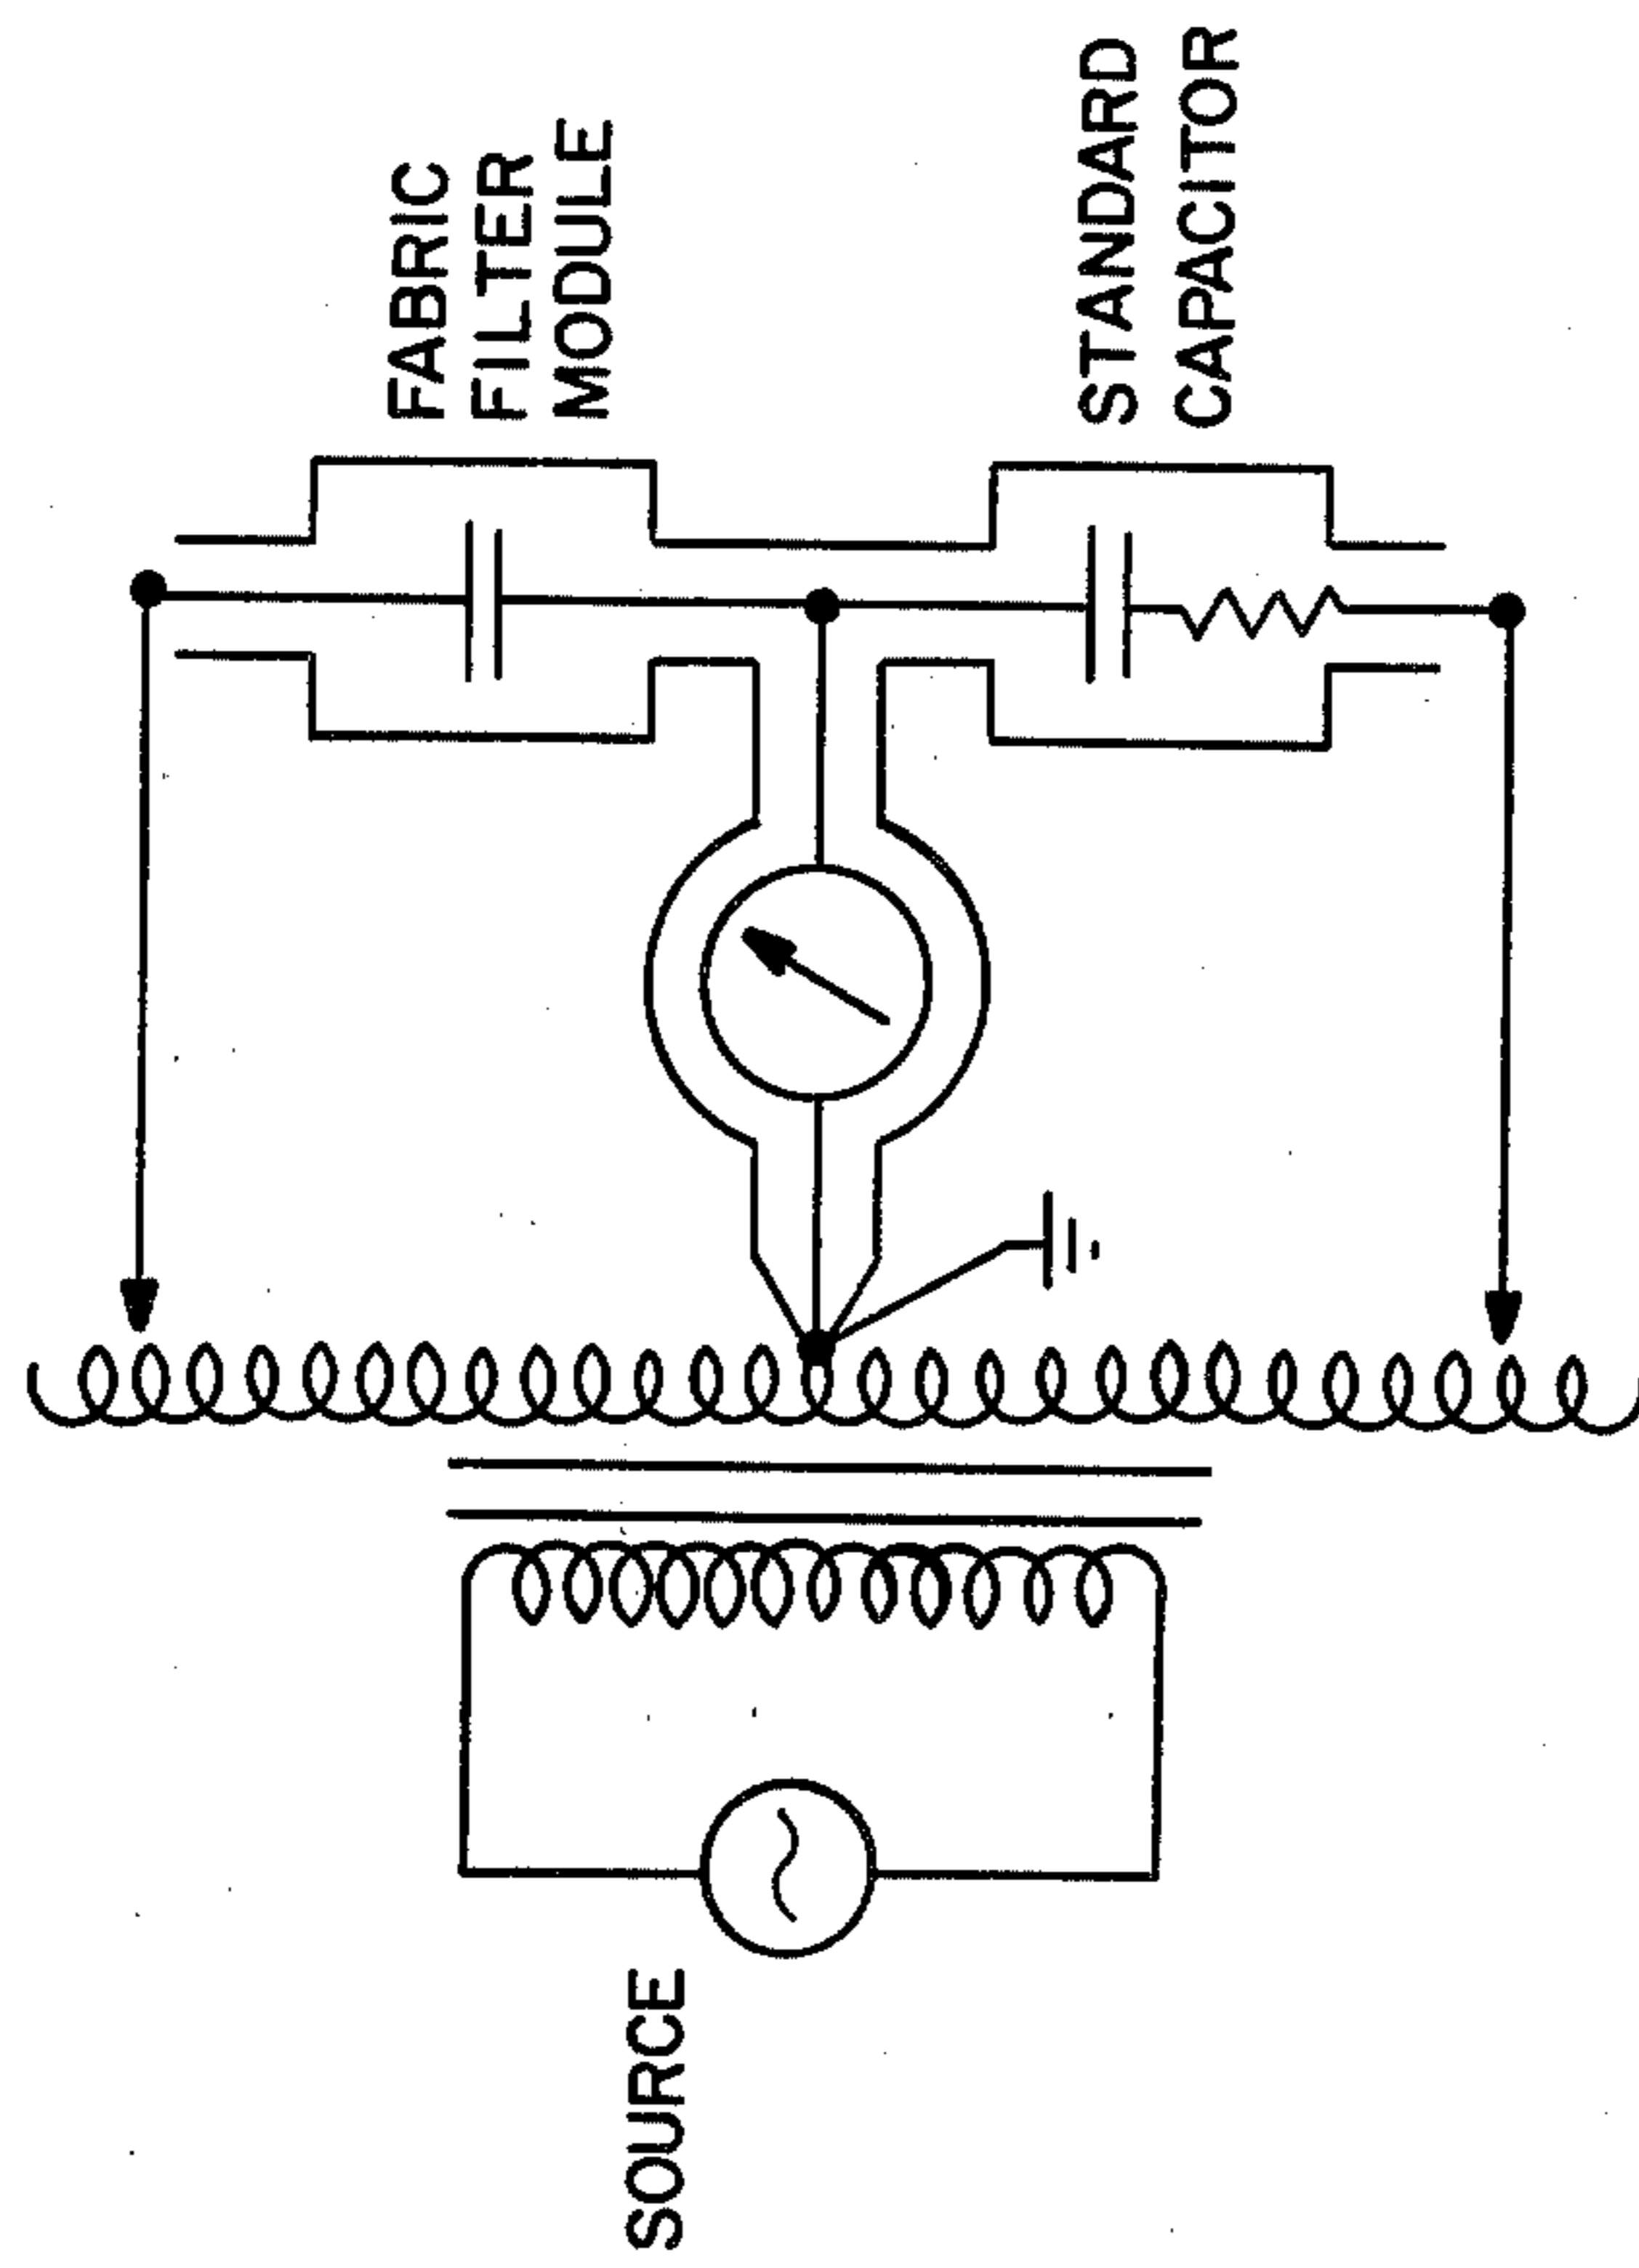 FABRIC
FILTER
MODULE
STANDARD
CAPACITOR
SOURCE